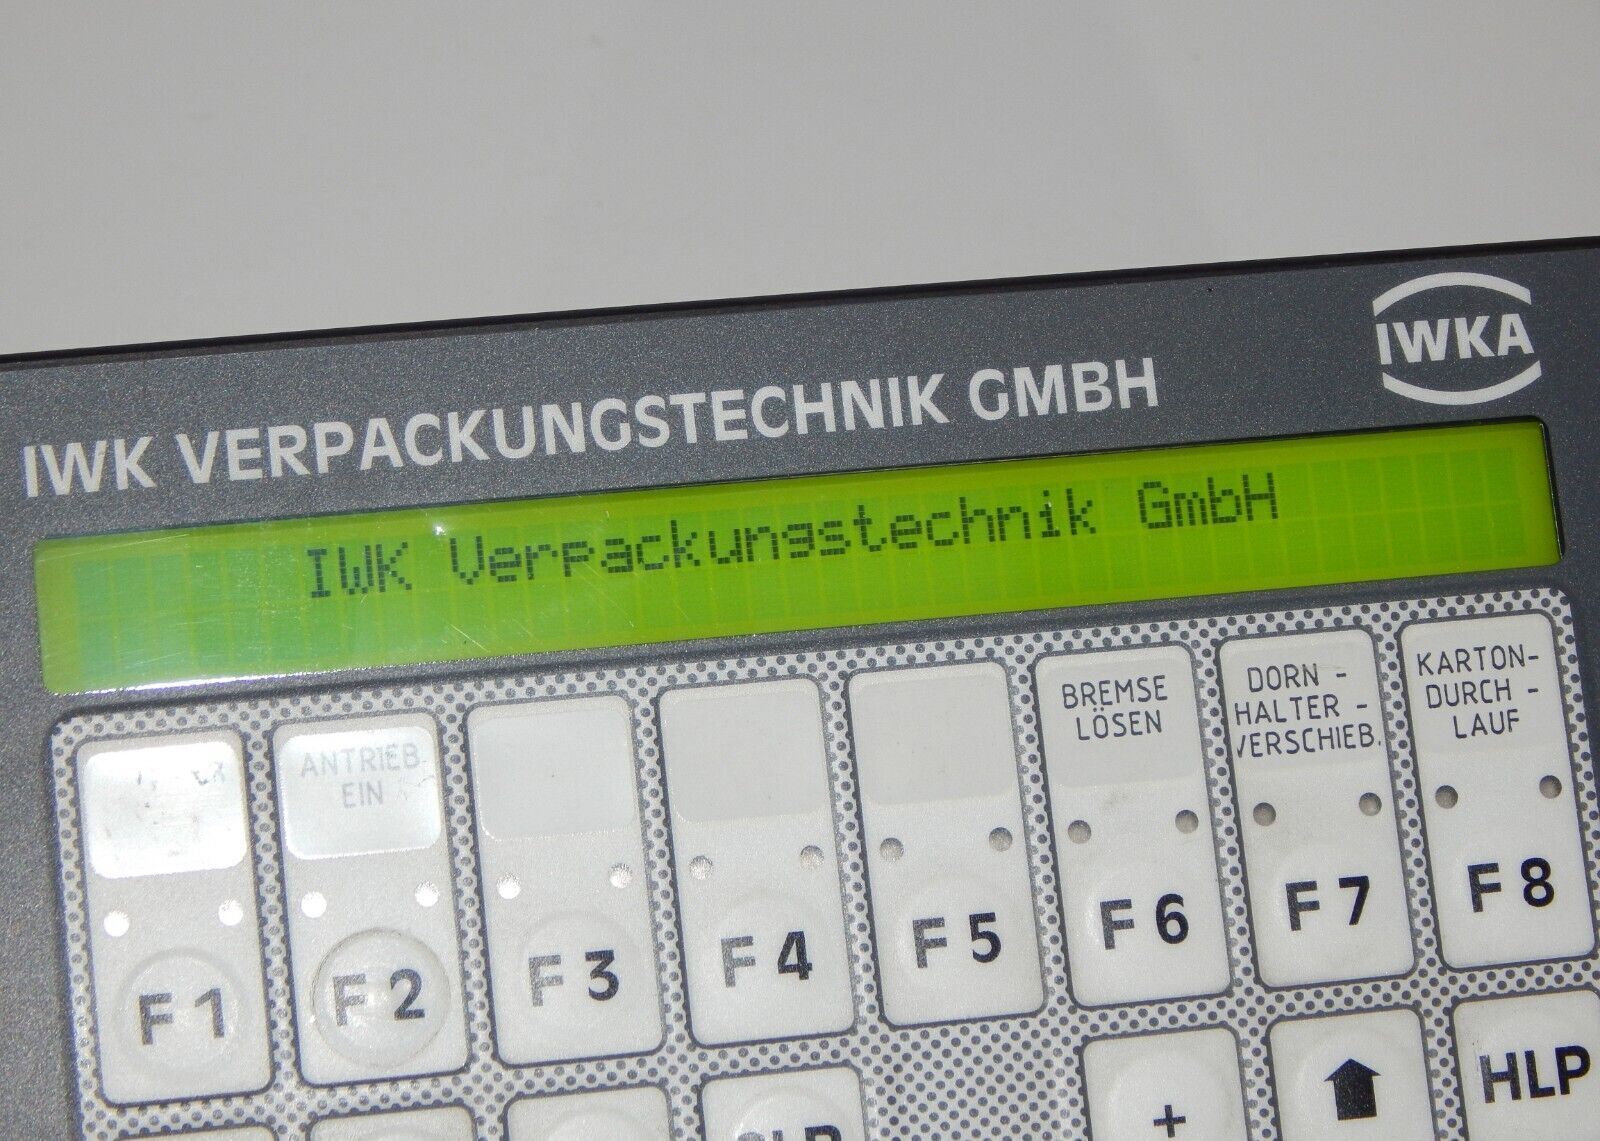 IWKA
IWK VERPACKUNGSTECHNIK GMBH
IWK Verpackungstechnik GmbH
ANTRIEB
EIN
BREMSE
LÖSEN
DORN -
HALTER -
VERSCHIEB.
KARTON-
DURCH -
LAUF
F1
F2
F3
F4
F5
F6
F7
F8
+
HLP